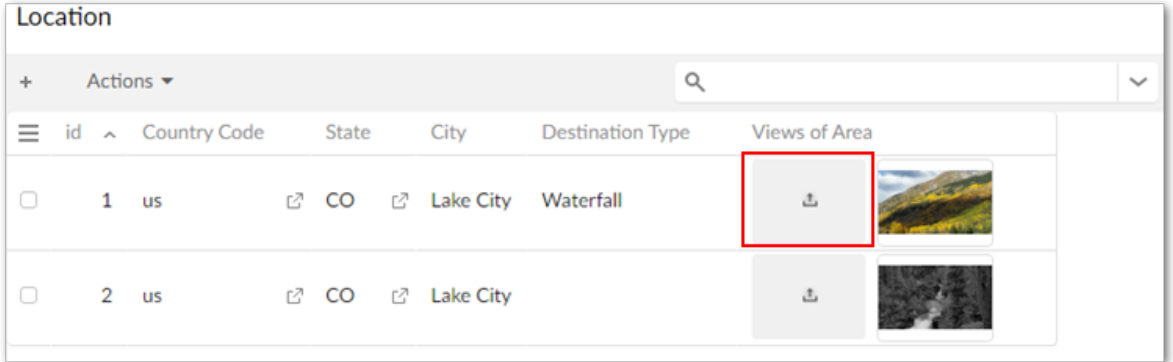 Location
+ Actions
id Country Code State City Destination Type Views of Area
1 us CO Lake City Waterfall
2 us CO Lake City